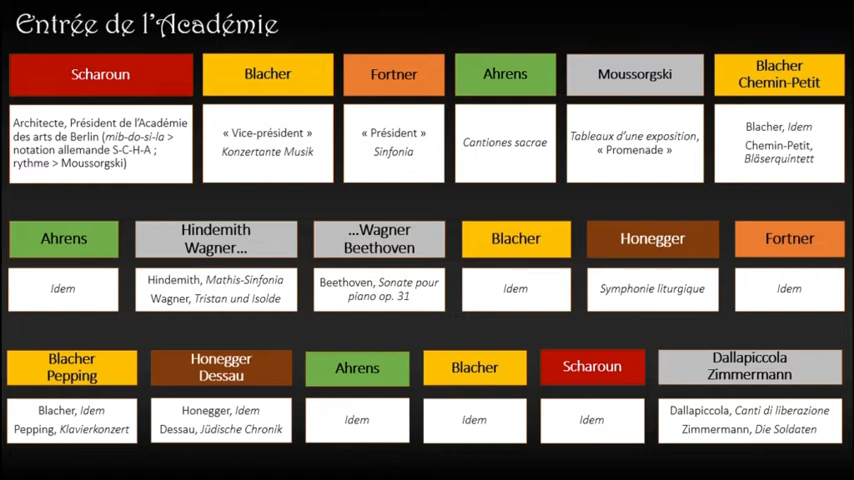 Entrée de l'Académie
Scharoun
Architecte, Président de l'Académie
des arts de Berlin (mib-do-si-la >
notation allemande S-C-H-A ;
rythme > Moussorgski)
Blacher
« Vice-président »
Konzertante Musik
Fortner
« Président »
Sinfonia
Ahrens
Cantiones sacrae
Moussorgski
Tableaux d'une exposition,
« Promenade »
Blacher
Chemin-Petit
Blacher, Idem
Chemin-Petit,
Bläserquintett
Ahrens
Idem
Hindemith
Wagner...
Hindemith, Mathis-Sinfonia
Wagner, Tristan und Isolde
...Wagner
Beethoven
Beethoven, Sonate pour
piano op. 31
Blacher
Idem
Honegger
Symphonie liturgique
Fortner
Idem
Blacher
Pepping
Blacher, Idem
Pepping, Klavierkonzert
Honegger
Dessau
Honegger, Idem
Dessau, Jüdische Chronik
Ahrens
Idem
Blacher
Idem
Scharoun
Idem
Dallapiccola
Zimmermann
Dallapiccola, Canti di liberazione
Zimmermann, Die Soldaten